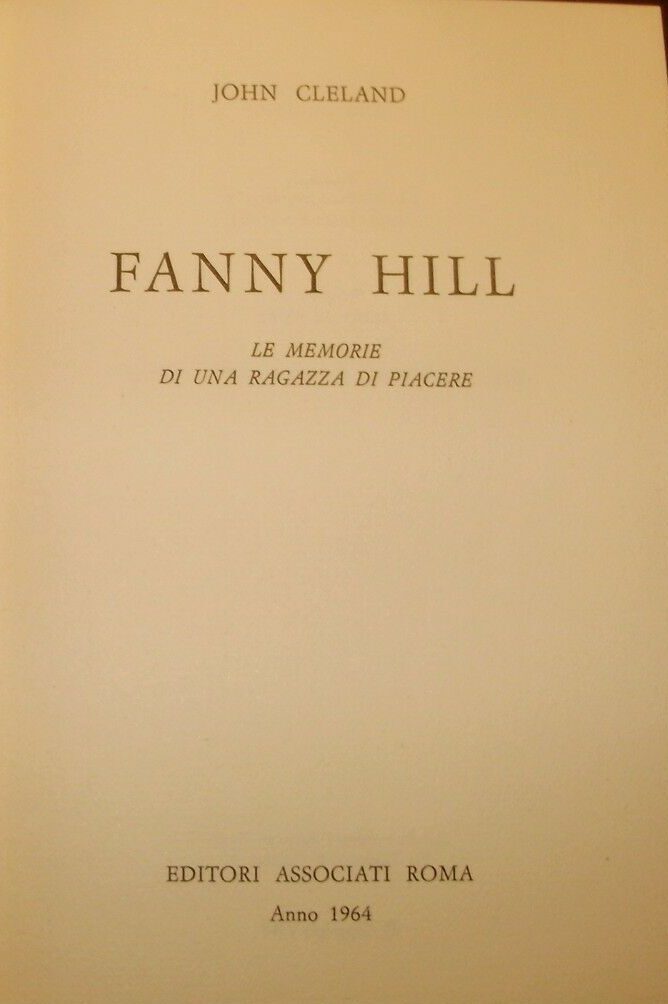 JOHN CLELAND
FANNY HILL
LE MEMORIE
DI UNA RAGAZZA DI PIACERE
EDITORI ASSOCIATI ROMA
Anno 1964